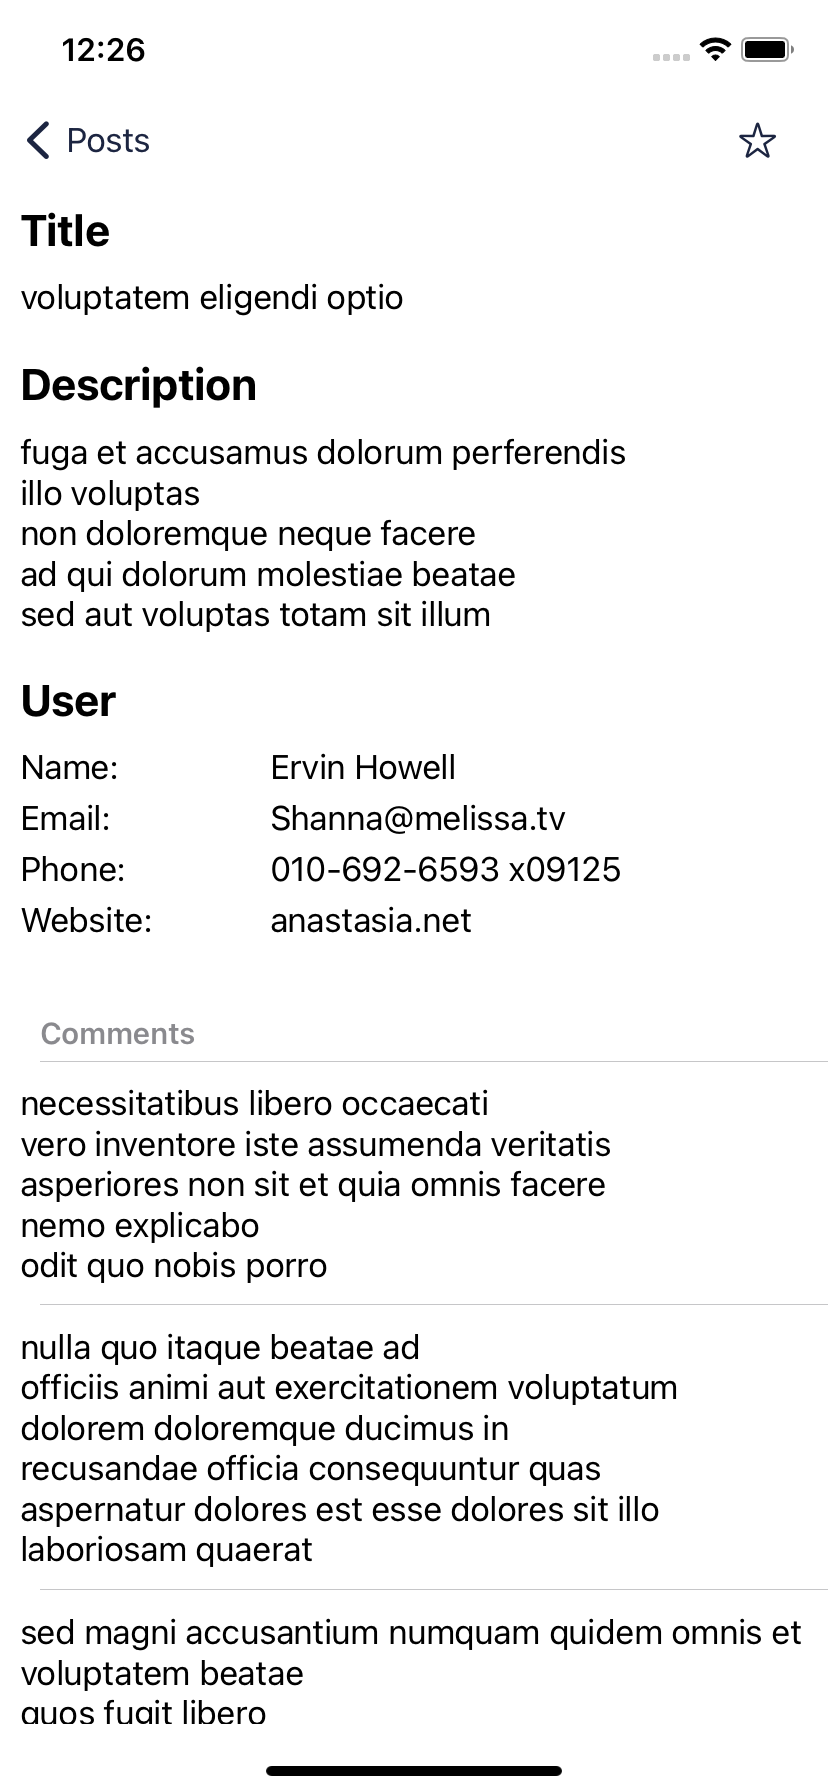 12:26
Posts
Title
voluptatem eligendi optio
Description
fuga et accusamus dolorum perferendis
illo voluptas
non doloremque neque facere
ad qui dolorum molestiae beatae
sed aut voluptas totam sit illum
User
Name: Ervin Howell
Email: Shanna@melissa.tv
Phone: 010-692-6593 x09125
Website: anastasia.net
Comments
necessitatibus libero occaecati
vero inventore iste assumenda veritatis
asperiores non sit et quia omnis facere
nemo explicabo
odit quo nobis porro
nulla quo itaque beatae ad
officiis animi aut exercitationem voluptatum
dolorem doloremque ducimus in
recusandae officia consequuntur quas
aspernatur dolores est esse dolores sit illo
laboriosam quaerat
sed magni accusantium numquam quidem omnis et
voluptatem beatae
quos fugit libero